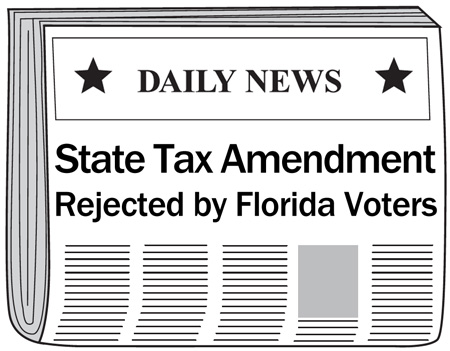 DAILY NEWS
State Tax Amendment
Rejected by Florida Voters